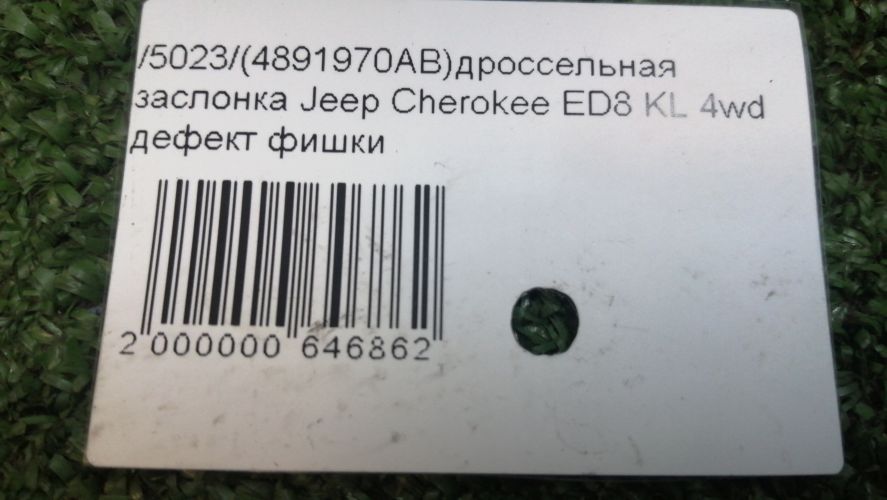 /5023/(4891970AB)дроссельная
заслонка Jeep Cherokee ED8 KL 4wd
дефект фишки
2 000000 646862